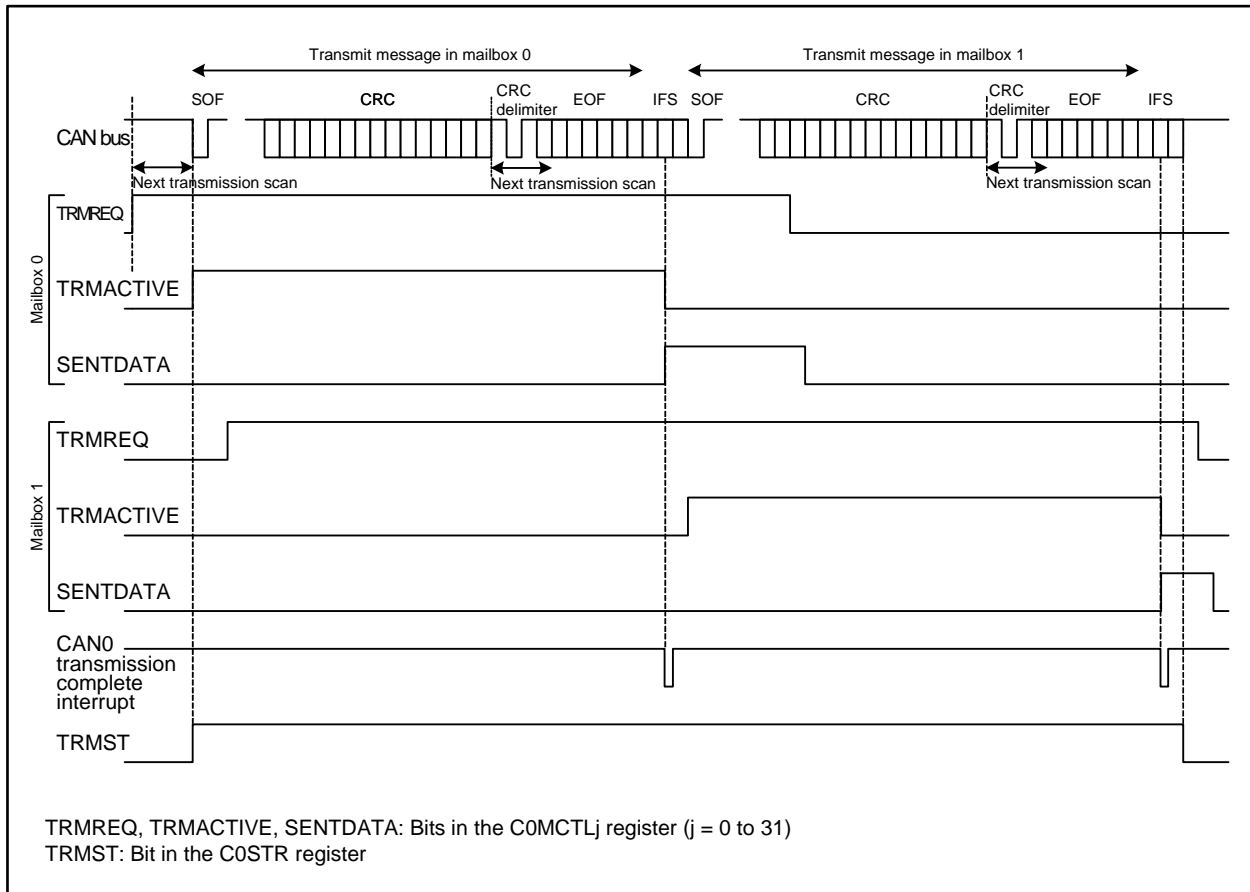 Transmit message in mailbox 0
Transmit message in mailbox 1
SOF
CRC
CRC
delimiter
EOF
IFS
SOF
CRC
CRC
delimiter
EOF
IFS
CAN bus
Next transmission scan
Next transmission scan
Next transmission scan
Mailbox 0
TRMREQ
TRMACTIVE
SENTDATA
Mailbox 1
TRMREQ
TRMACTIVE
SENTDATA
CAN0
transmission
complete
interrupt
TRMST
TRMREQ, TRMACTIVE, SENTDATA: Bits in the C0MCTLj register (j = 0 to 31)
TRMST: Bit in the C0STR register